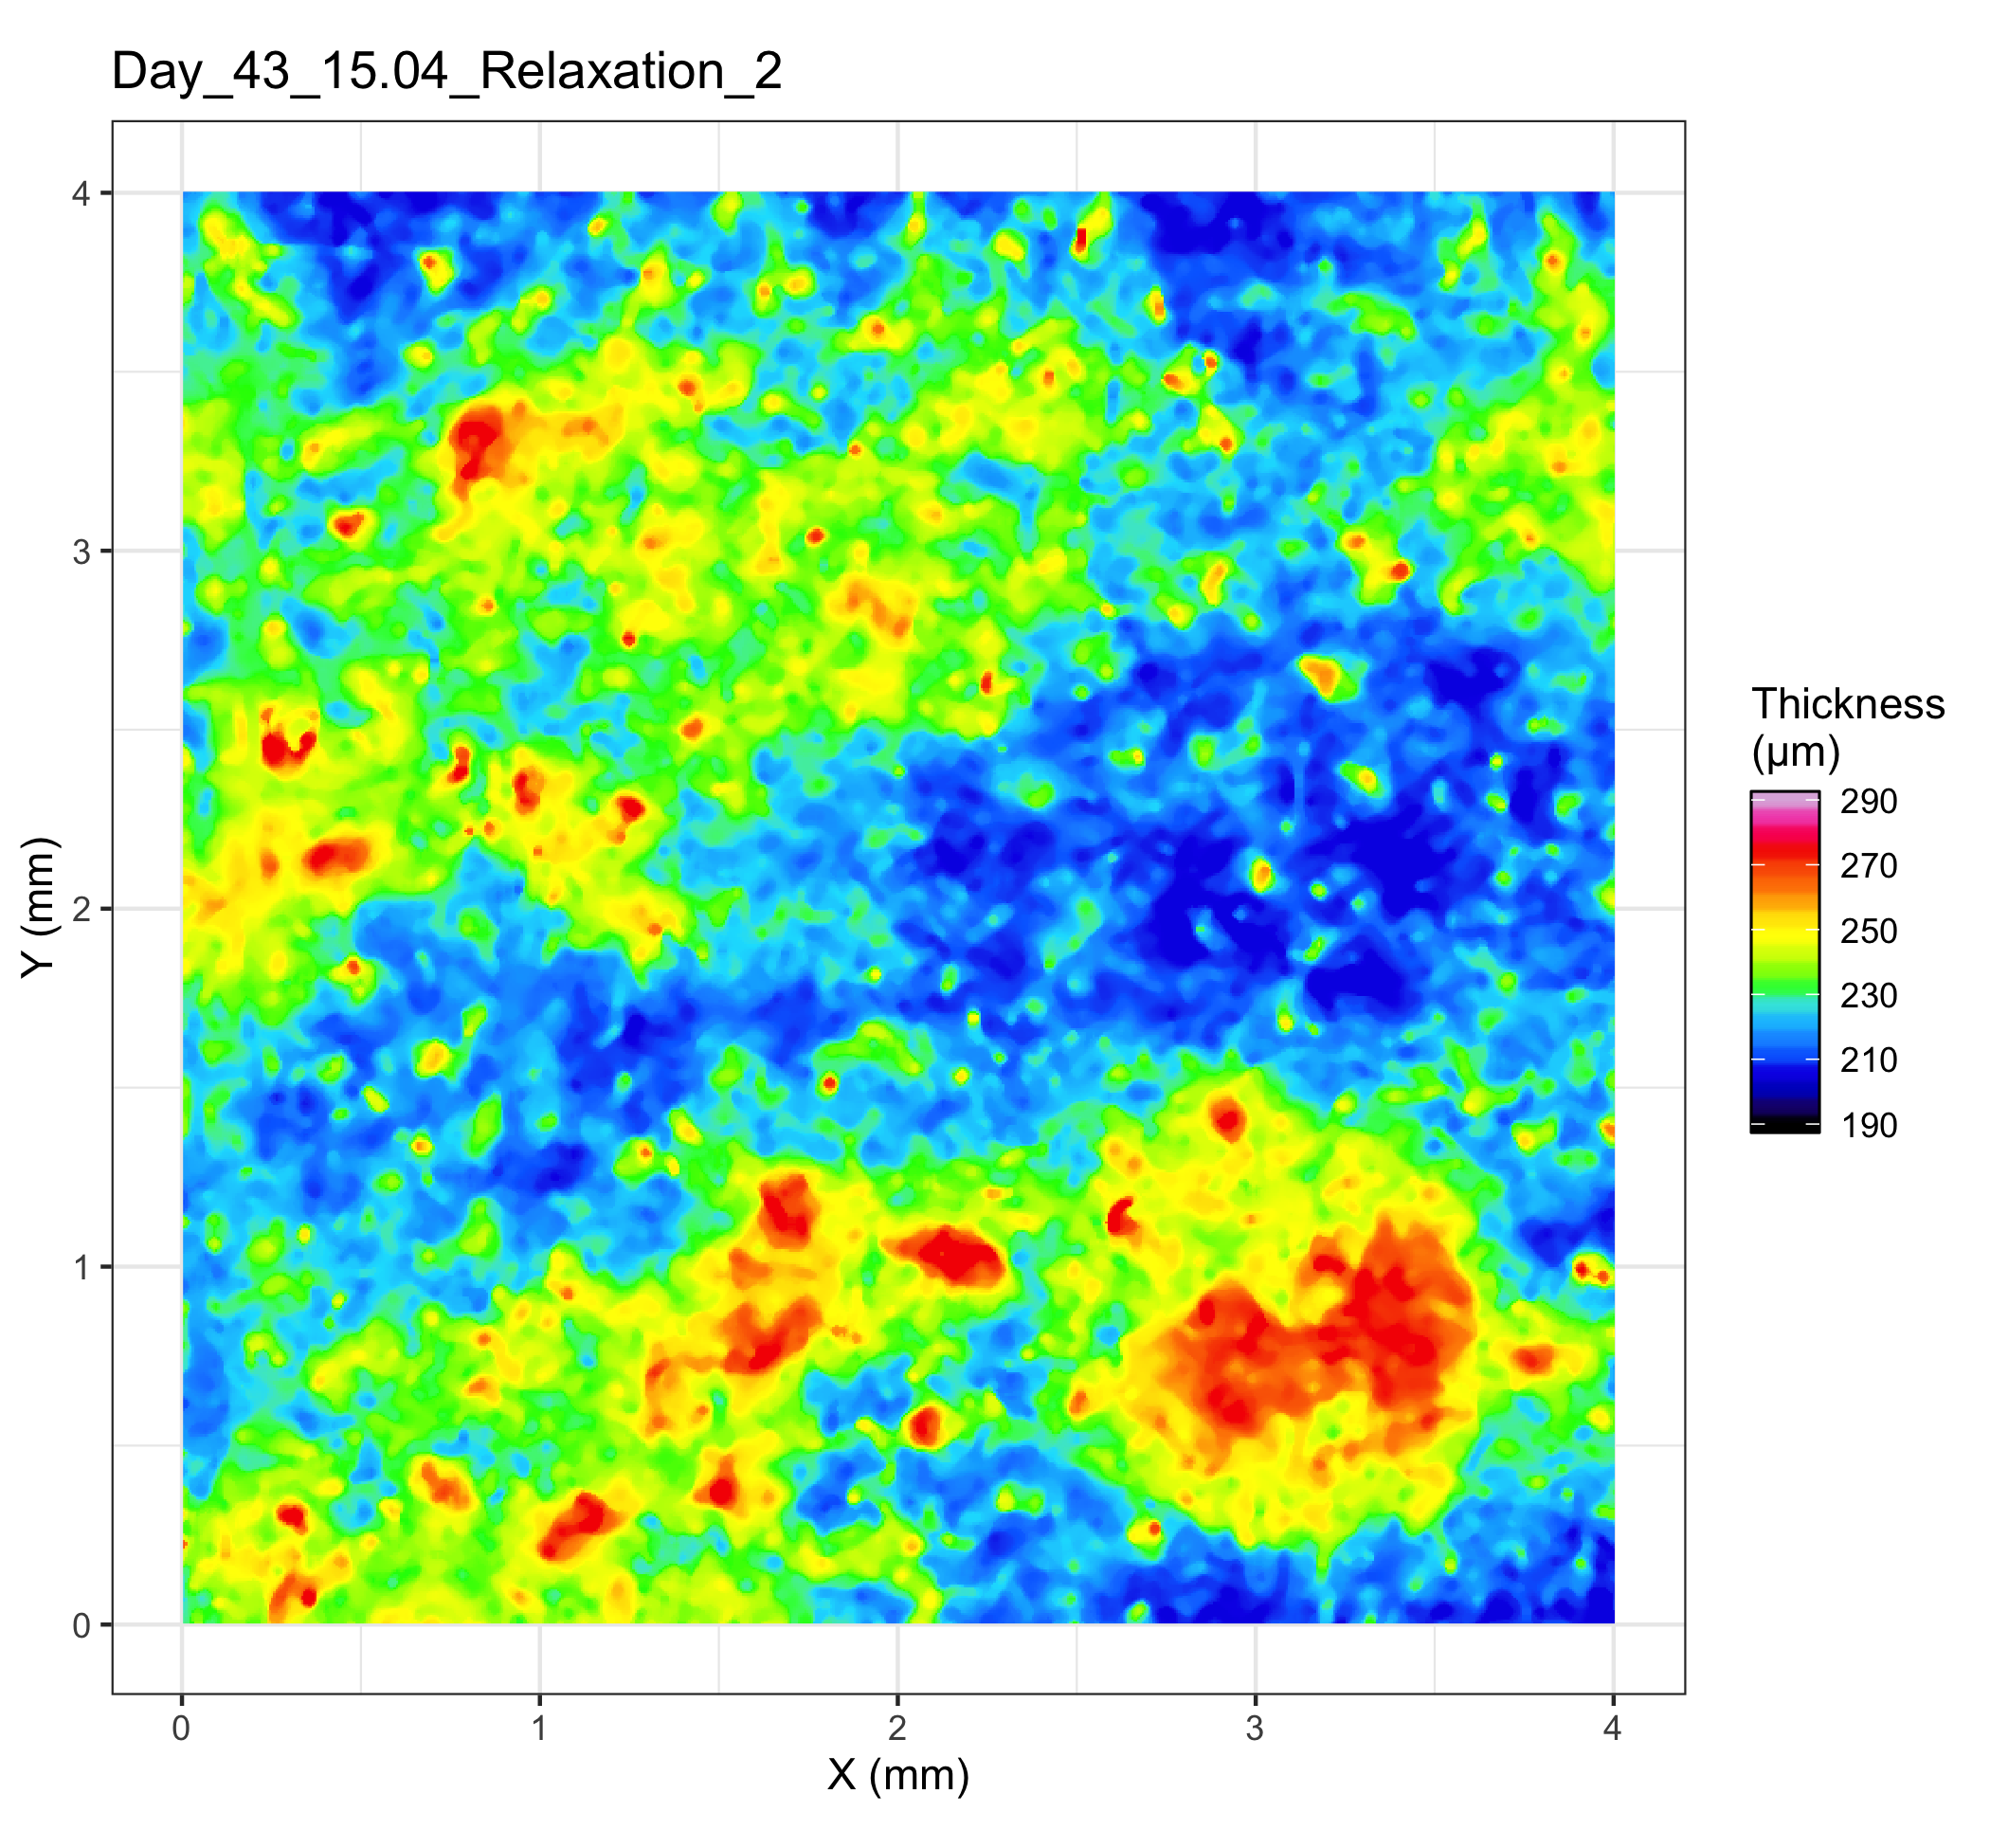 Day_43_15.04_Relaxation_2
4
3
2
1
0
Y (mm)
0 1 2 3 4
X (mm)
Thickness
(μm)
290
270
250
230
210
190